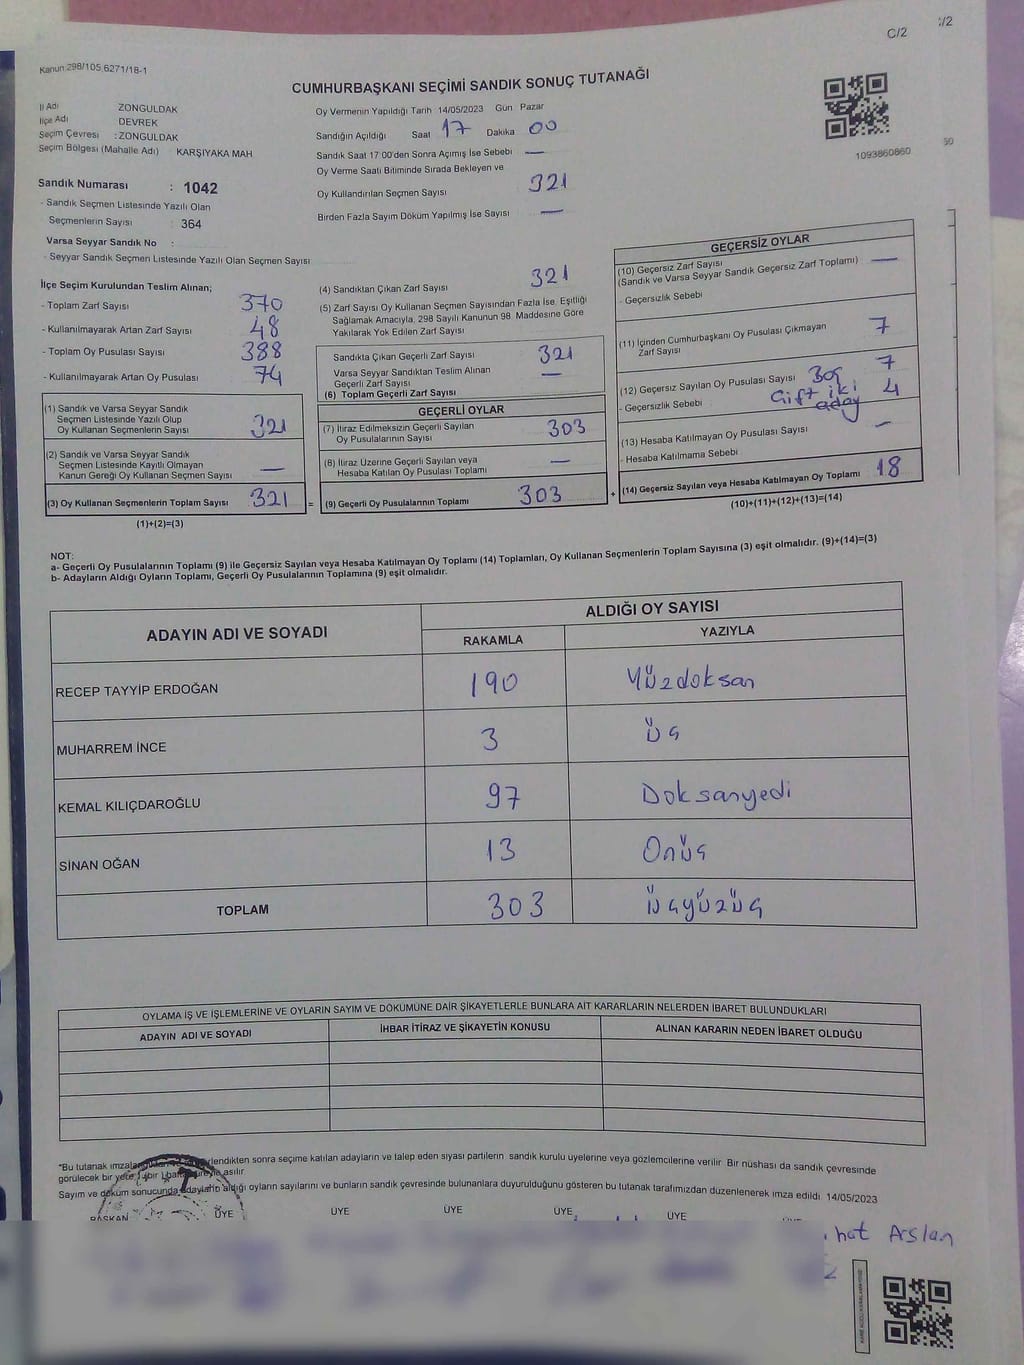 C/2
:/2
Kanun 298/105,6271/18-1
CUMHURBAŞKANI SEÇİMİ SANDIK SONUÇ TUTANAĞI
İl Adı ZONGULDAK
İlçe Adı DEVREK
Seçim Çevresi : ZONGULDAK
Seçim Bölgesi (Mahalle Adı) KARŞIYAKA MAH
Sandık Numarası : 1042
- Sandık Seçmen Listesinde Yazılı Olan
Seçmenlerin Sayısı : 364
Varsa Seyyar Sandık No :
- Seyyar Sandık Seçmen Listesinde Yazılı Olan Seçmen Sayısı
Oy Vermenin Yapıldığı Tarih 14/05/2023 Gün Pazar
Sandığın Açıldığı Saat 17 Dakika 00
Sandık Saat 17:00'den Sonra Açımış İse Sebebi —
Oy Verme Saati Bitiminde Sırada Bekleyen ve
Oy Kullandırılan Seçmen Sayısı 321
Birden Fazla Sayım Döküm Yapılmış İse Sayısı —
1093860860
50
İlçe Seçim Kurulundan Teslim Alınan;
- Toplam Zarf Sayısı 370
- Kullanılmayarak Artan Zarf Sayısı 48
- Toplam Oy Pusulası Sayısı 388
- Kullanılmayarak Artan Oy Pusulası 74
(1) Sandık ve Varsa Seyyar Sandık
Seçmen Listesinde Yazılı Olup
Oy Kullanan Seçmenlerin Sayısı 321
(2) Sandık ve Varsa Seyyar Sandık
Seçmen Listesinde Kayıtlı Olmayan
Kanun Gereği Oy Kullanan Seçmen Sayısı —
(3) Oy Kullanan Seçmenlerin Toplam Sayısı 321 =
(1)+(2)=(3)
(4) Sandıktan Çıkan Zarf Sayısı 321
(5) Zarf Sayısı Oy Kullanan Seçmen Sayısından Fazla İse, Eşitliği
Sağlamak Amacıyla, 298 Sayılı Kanunun 98. Maddesine Göre
Yakılarak Yok Edilen Zarf Sayısı
Sandıkta Çıkan Geçerli Zarf Sayısı 321
Varsa Seyyar Sandıktan Teslim Alınan
Geçerli Zarf Sayısı —
(6) Toplam Geçerli Zarf Sayısı
GEÇERLİ OYLAR
(7) İtiraz Edilmeksizin Geçerli Sayılan
Oy Pusulalarının Sayısı 303
(8) İtiraz Üzerine Geçerli Sayılan veya
Hesaba Katılan Oy Pusulası Toplamı —
(9) Geçerli Oy Pusulalarının Toplamı 303 +
GEÇERSİZ OYLAR
(10) Geçersiz Zarf Sayısı
(Sandık ve Varsa Seyyar Sandık Geçersiz Zarf Toplamı) —
- Geçersizlik Sebebi
(11) İçinden Cumhurbaşkanı Oy Pusulası Çıkmayan
Zarf Sayısı 7
(12) Geçersiz Sayılan Oy Pusulası Sayısı Boş 7
- Geçersizlik Sebebi Çift iki 4
aday
(13) Hesaba Katılmayan Oy Pusulası Sayısı —
- Hesaba Katılmama Sebebi
(14) Geçersiz Sayılan veya Hesaba Katılmayan Oy Toplamı 18
(10)+(11)+(12)+(13)=(14)
NOT:
a- Geçerli Oy Pusulalarının Toplamı (9) ile Geçersiz Sayılan veya Hesaba Katılmayan Oy Toplamı (14) Toplamları, Oy Kullanan Seçmenlerin Toplam Sayısına (3) eşit olmalıdır. (9)+(14)=(3)
b- Adayların Aldığı Oyların Toplamı, Geçerli Oy Pusulalarının Toplamına (9) eşit olmalıdır.
ADAYIN ADI VE SOYADI ALDIĞI OY SAYISI
RAKAMLA YAZIYLA
RECEP TAYYİP ERDOĞAN 190 Yüzdoksan
MUHARREM İNCE 3 Üç
KEMAL KILIÇDAROĞLU 97 Doksanyedi
SİNAN OĞAN 13 Onüç
TOPLAM 303 Üçyüzüç
OYLAMA İŞ VE İŞLEMLERİNE VE OYLARIN SAYIM VE DÖKÜMÜNE DAİR ŞİKAYETLERLE BUNLARA AİT KARARLARIN NELERDEN İBARET BULUNDUKLARI
ADAYIN ADI VE SOYADI İHBAR İTİRAZ VE ŞİKAYETİN KONUSU ALINAN KARARIN NEDEN İBARET OLDUĞU
*Bu tutanak sonra seçime katılan adayların ve talep eden siyasi partilerin sandık kurulu üyelerine veya gözlemcilerine verilir. Bir nüshası da sandık çevresinde
görülecek bir yere asılır
Sayım ve döküm sonucunda adayların aldığı oyların sayılarını ve bunların sandık çevresinde bulunanlara duyurulduğunu gösteren bu tutanak tarafımızdan düzenlenerek imza edildi. 14/05/2023
BAŞKAN ÜYE ÜYE ÜYE ÜYE ÜYE
hat Arslan